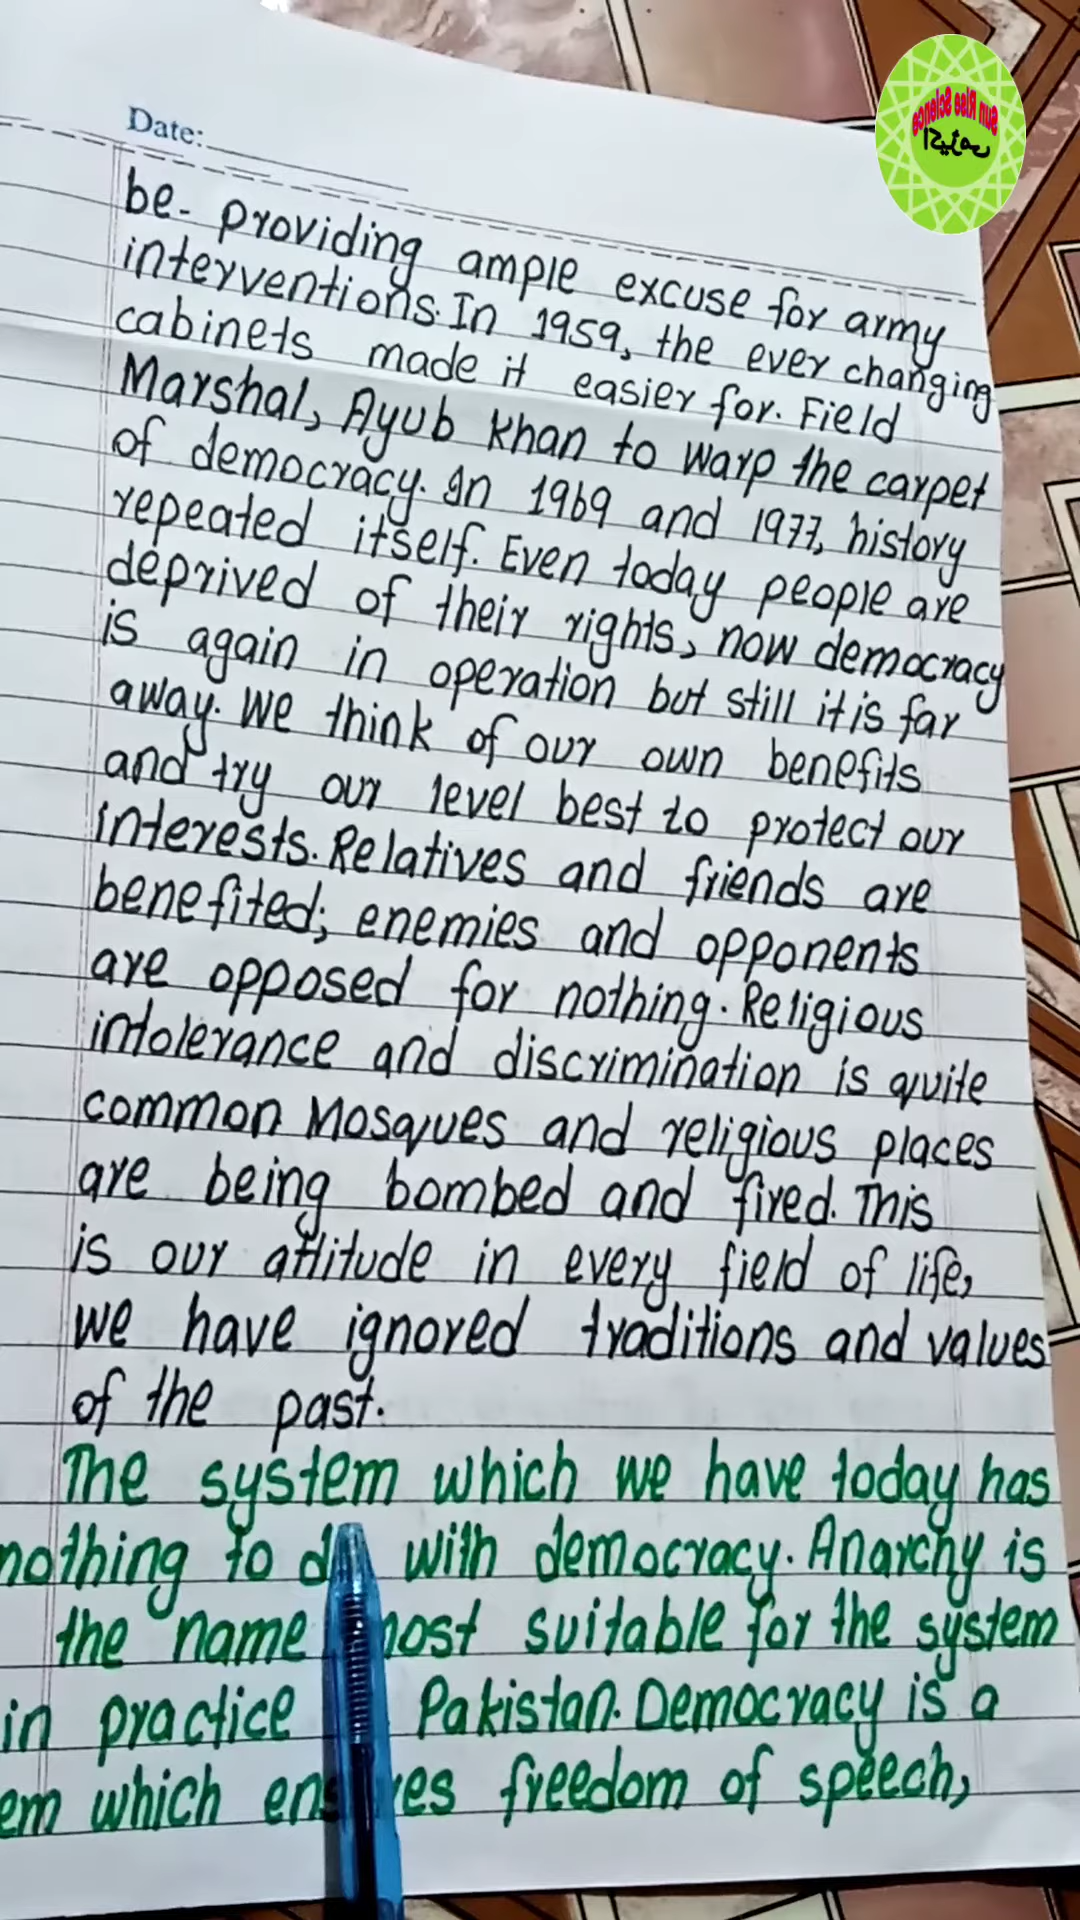 Sun Rise Science
اکیڈمی
Date:
be- providing ample excuse for army
interventions. In 1959, the ever changing
cabinets made it easier for. Field
Marshal, Ayub Khan to warp the carpet
of democracy. In 1969 and 1977, history
repeated itself. Even today people are
deprived of their rights, now democracy
is again in operation but still it is far
away. We think of our own benefits
and try our level best to protect our
interests. Relatives and friends are
benefited; enemies and opponents
are opposed for nothing. Religious
intolerance and discrimination is quite
common Mosques and religious places
are being bombed and fired. This
is our attitude in every field of life,
we have ignored traditions and values
of the past.
The system which we have today has
nothing to d with democracy. Anarchy is
the name most suitable for the system
in practice Pakistan. Democracy is a
em which freedom of speech,